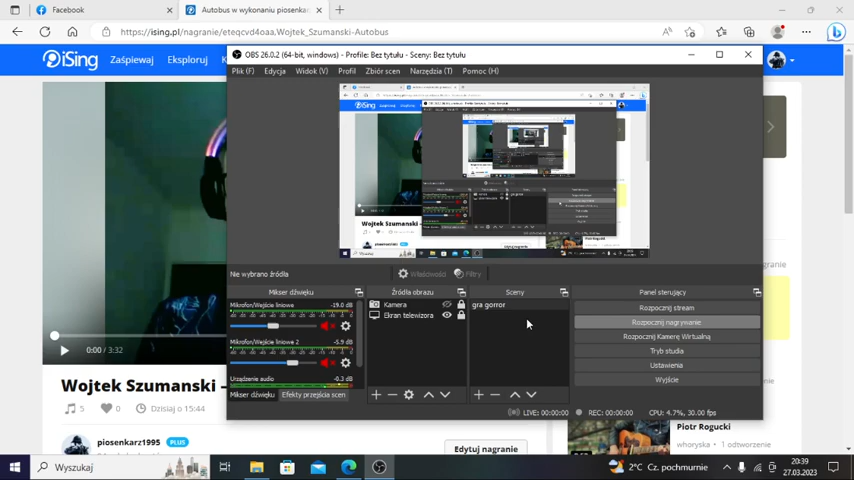 Facebook
Autobus w wykonaniu piosenkar
https://ising.pl/nagranie/eteqcvd4oaa,Wojtek_Szumanski-Autobus
iSing
Zaśpiewaj
Eksploruj
OBS 26.0.2 (64-bit, windows) - Profile: Bez tytułu - Sceny: Bez tytułu
Plik (F)
Edycja
Widok (V)
Profil
Zbiór scen
Narzędzia (T)
Pomoc (H)
Nie wybrano źródła
Właściwości
Filtry
Mikser dźwięku
Źródła obrazu
Sceny
Panel sterujący
Mikrofon/Wejście liniowe
-19.0 dB
Mikrofon/Wejście liniowe 2
-5.9 dB
Urządzenie audio
-0.3 dB
Mikser dźwięku
Efekty przejścia scen
Kamera
Ekran telewizora
gra gorror
Rozpocznij stream
Rozpocznij nagrywanie
Rozpocznij Kamerę Wirtualną
Tryb studia
Ustawienia
Wyjście
LIVE: 00:00:00
REC: 00:00:00
CPU: 4.7%, 30.00 fps
0:00 / 3:32
Wojtek Szumanski -
5
0
Dzisiaj o 15:44
piosenkarz1995
PLUS
Edytuj nagranie
Piotr Rogucki
whoryska • 1 odtworzenie
Wyszukaj
2°C Cz. pochmurnie
20:39
27.03.2023